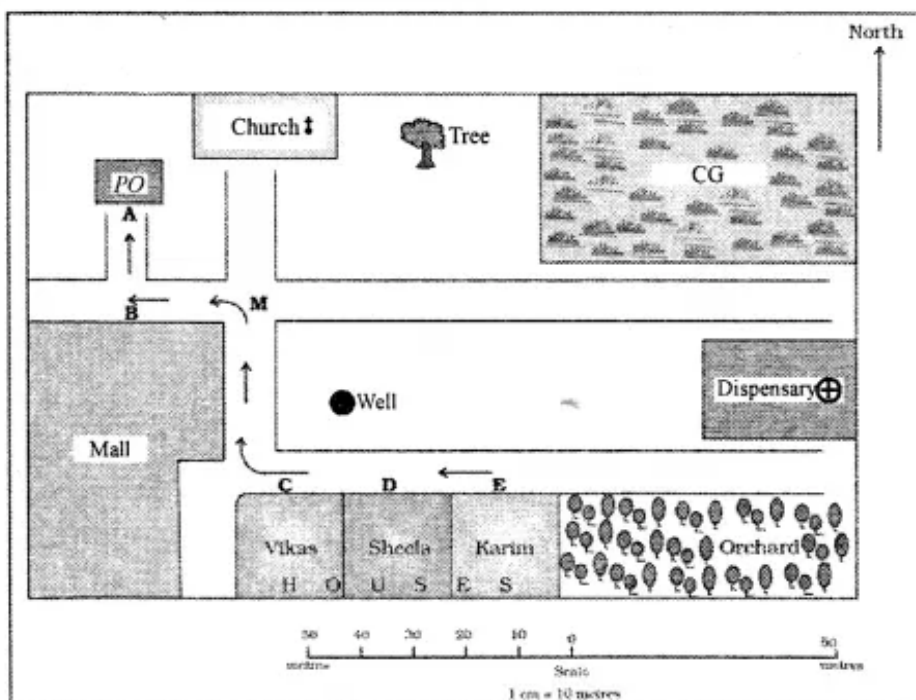 North
Church
Tree
PO
CG
A
M
B
Dispensary
Well
Mall
C D E
Vikas Sheela Karim Orchard
H O U S E S
50 40 30 20 10 0 50
metres metres
Scale
1 cm = 10 metres